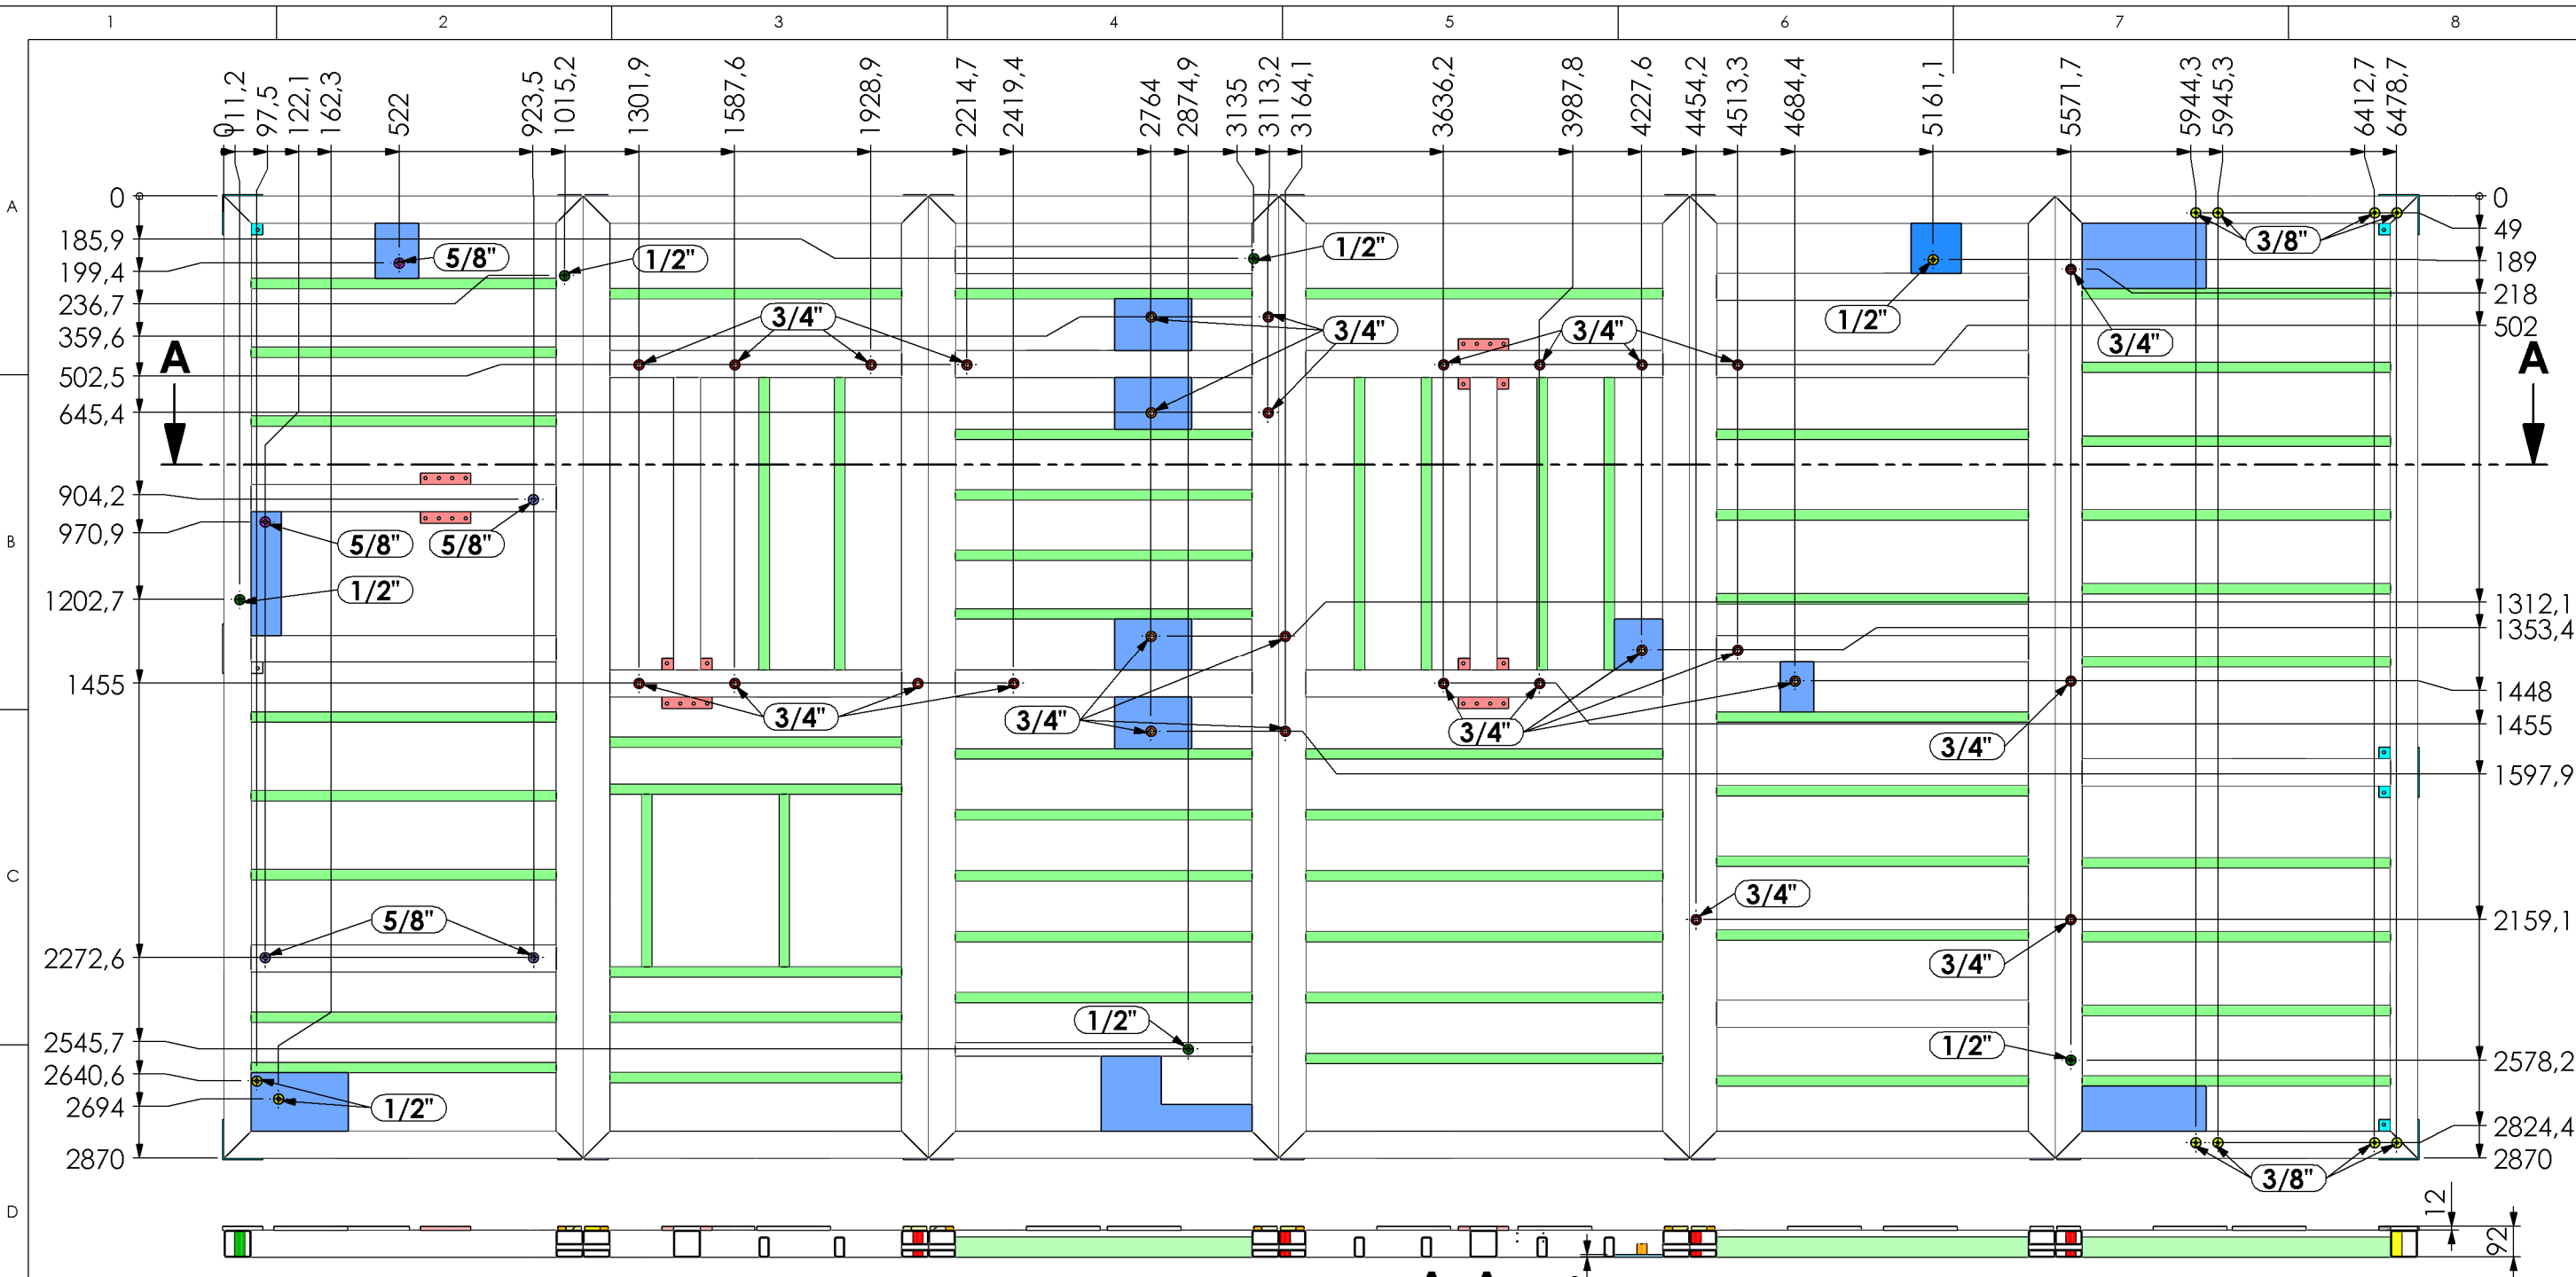 1 2 3 4 5 6 7 8
0 111,2 97,5 122,1 162,3 522 923,5 1015,2 1301,9 1587,6 1928,9 2214,7 2419,4 2764 2874,9 3135 3113,2 3164,1 3636,2 3987,8 4227,6 4454,2 4513,3 4684,4 5161,1 5571,7 5944,3 5945,3 6412,7 6478,7
A 0 0
49
185,9 5/8" 1/2" 1/2" 3/8"
199,4 189
236,7 218
359,6 3/4" 3/4" 3/4" 1/2" 3/4" 502
A A
502,5
645,4
904,2
B 970,9 5/8" 5/8"
1202,7 1/2" 1312,1
1353,4
1455 1448
3/4" 3/4" 3/4" 3/4" 1455
1597,9
C
5/8" 3/4" 2159,1
2272,6 3/4"
2545,7 1/2" 1/2" 2578,2
2640,6
2694 1/2" 2824,4
2870 3/8" 2870
D 12 92